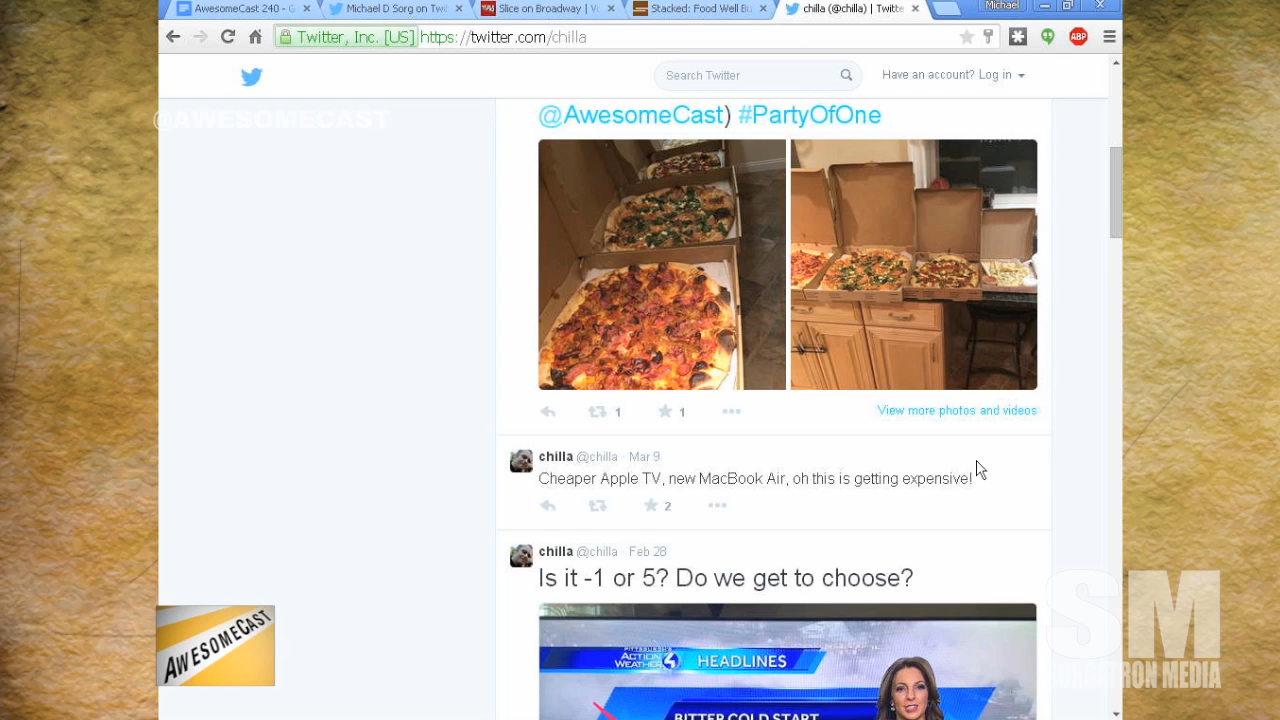 AwesomeCast 240 - G
Michael D Sorg on Twit
Slice on Broadway | Vo
Stacked: Food Well Bu
chilla (@chilla) | Twitte
Michael
Twitter, Inc. [US]
https://twitter.com/chilla
ABP
Search Twitter
Have an account? Log in
@AWESOMECAST
@AwesomeCast) #PartyOfOne
1
1
View more photos and videos
chilla @chilla · Mar 9
Cheaper Apple TV, new MacBook Air, oh this is getting expensive!
2
chilla @chilla · Feb 28
Is it -1 or 5? Do we get to choose?
PITTSBURGH'S
ACTION
WEATHER 4
HEADLINES
BITTER COLD START
AWESOMECAST
SM
MEDIA